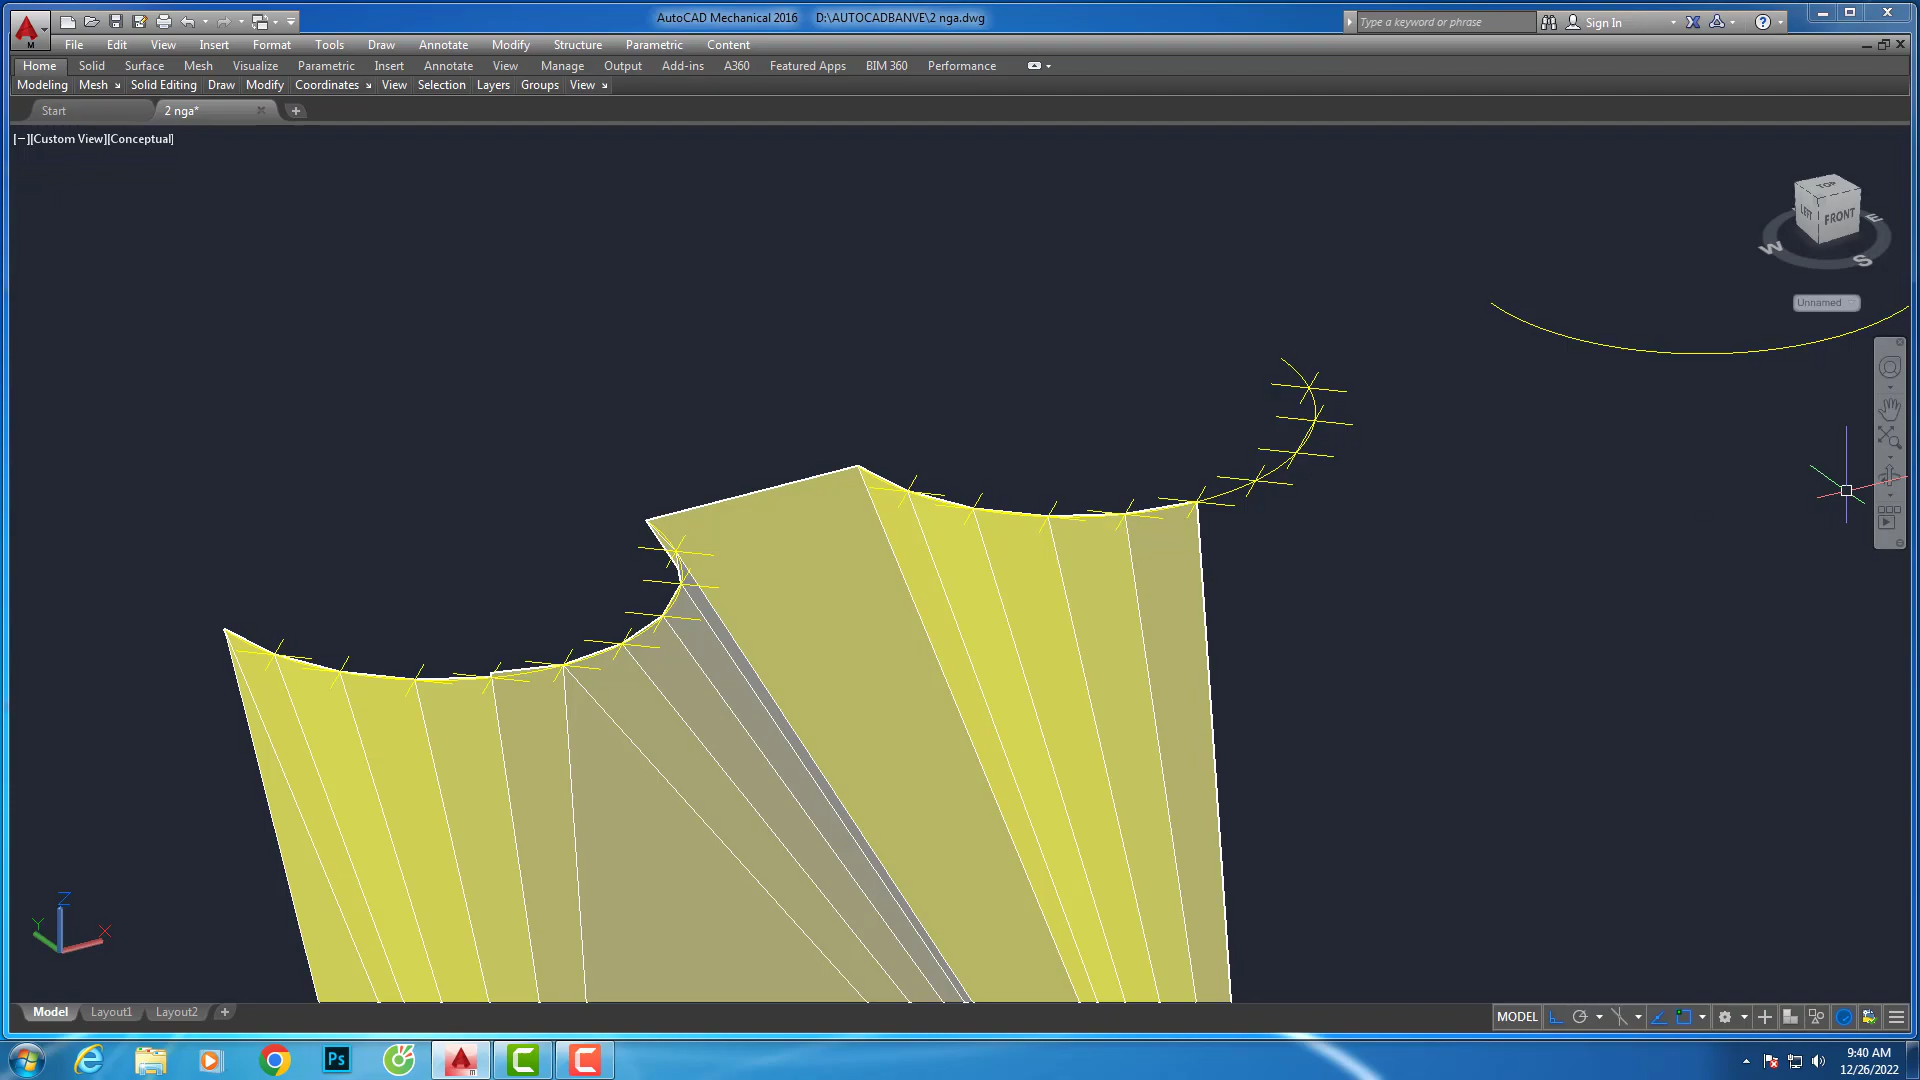 AutoCAD Mechanical 2016 D:\AUTOCADBANVE\2 nga.dwg
Type a keyword or phrase
Sign In
M
File Edit View Insert Format Tools Draw Annotate Modify Structure Parametric Content
Home Solid Surface Mesh Visualize Parametric Insert Annotate View Manage Output Add-ins A360 Featured Apps BIM 360 Performance
Modeling Mesh Solid Editing Draw Modify Coordinates View Selection Layers Groups View
Start 2 nga*
[−][Custom View][Conceptual]
TOP
LEFT FRONT
W S E
Unnamed
Z
Y X
Model Layout1 Layout2
MODEL
Ps
9:40 AM
12/26/2022